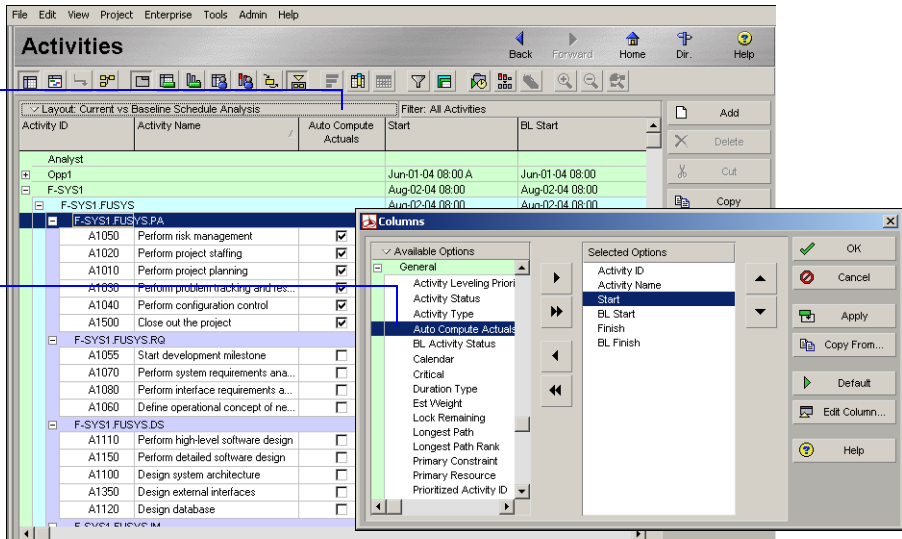 File Edit View Project Enterprise Tools Admin Help
Activities
Back Forward Home Dir. Help
Layout: Current vs Baseline Schedule Analysis Filter: All Activities
Activity ID Activity Name Auto Compute Actuals Start BL Start
Add
Delete
Cut
Copy
Analyst
Opp1 Jun-01-04 08:00 A Jun-01-04 08:00
F-SYS1 Aug-02-04 08:00 Aug-02-04 08:00
F-SYS1.FUSYS Aug-02-04 08:00 Aug-02-04 08:00
F-SYS1.FUSYS.PA
A1050 Perform risk management
A1020 Perform project staffing
A1010 Perform project planning
A1030 Perform problem tracking and res...
A1040 Perform configuration control
A1500 Close out the project
F-SYS1.FUSYS.RQ
A1055 Start development milestone
A1070 Perform system requirements ana...
A1080 Perform interface requirements a...
A1060 Define operational concept of ne...
F-SYS1.FUSYS.DS
A1110 Perform high-level software design
A1150 Perform detailed software design
A1100 Design system architecture
A1350 Design external interfaces
A1120 Design database
F-SYS1.FUSYS.IM
Columns
Available Options
General
Activity Leveling Priori
Activity Status
Activity Type
Auto Compute Actuals
BL Activity Status
Calendar
Critical
Duration Type
Est Weight
Lock Remaining
Longest Path
Longest Path Rank
Primary Constraint
Primary Resource
Prioritized Activity ID
Selected Options
Activity ID
Activity Name
Start
BL Start
Finish
BL Finish
OK
Cancel
Apply
Copy From...
Default
Edit Column...
Help